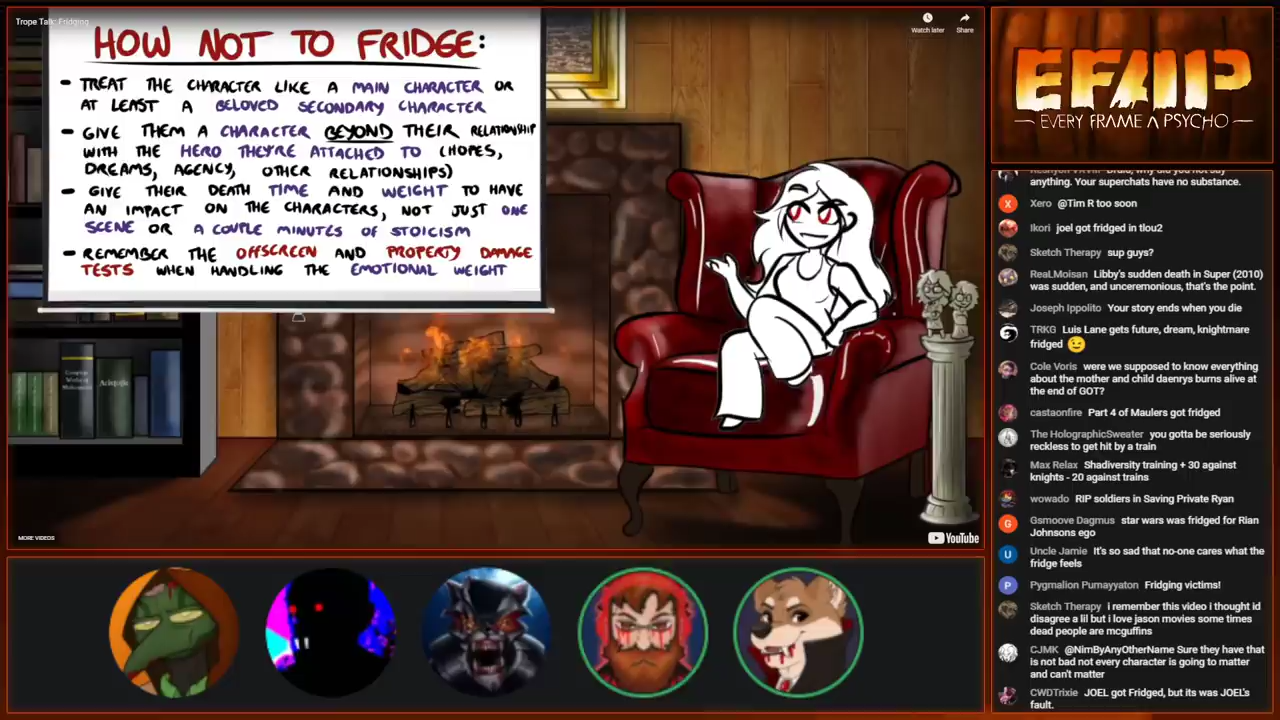 Trope Talk: Fridging
Watch later
Share
HOW NOT TO FRIDGE:
- TREAT THE CHARACTER LIKE A MAIN CHARACTER OR
AT LEAST A BELOVED SECONDARY CHARACTER
- GIVE THEM A CHARACTER BEYOND THEIR RELATIONSHIP
WITH THE HERO THEY'RE ATTACHED TO (HOPES,
DREAMS, AGENCY, OTHER RELATIONSHIPS)
- GIVE THEIR DEATH TIME AND WEIGHT TO HAVE
AN IMPACT ON THE CHARACTERS, NOT JUST ONE
SCENE OR A COUPLE MINUTES OF STOICISM
- REMEMBER THE OFFSCREEN AND PROPERTY DAMAGE
TESTS WHEN HANDLING THE EMOTIONAL WEIGHT
MORE VIDEOS
YouTube
EFAP
EVERY FRAME A PSYCHO
anything. Your superchats have no substance.
X
Xero @Tim R too soon
Ikori joel got fridged in tlou2
Sketch Therapy sup guys?
ReaLMoisan Libby's sudden death in Super (2010)
was sudden, and unceremonious, that's the point.
Joseph Ippolito Your story ends when you die
TRKG Luis Lane gets future, dream, knightmare
fridged 😉
Cole Voris were we supposed to know everything
about the mother and child daenrys burns alive at
the end of GOT?
castaonfire Part 4 of Maulers got fridged
The HolographicSweater you gotta be seriously
reckless to get hit by a train
Max Relax Shadiversity training + 30 against
knights - 20 against trains
wowado RIP soldiers in Saving Private Ryan
G
Gsmoove Dagmus star wars was fridged for Rian
Johnsons ego
U
Uncle Jamie It's so sad that no-one cares what the
fridge feels
P
Pygmalion Pumayyaton Fridging victims!
Sketch Therapy i remember this video i thought id
disagree a lil but i love jason movies some times
dead people are mcguffins
CJMK @NimByAnyOtherName Sure they have that
is not bad not every character is going to matter
and can't matter
CWDTrixie JOEL got Fridged, but its was JOEL's
fault.